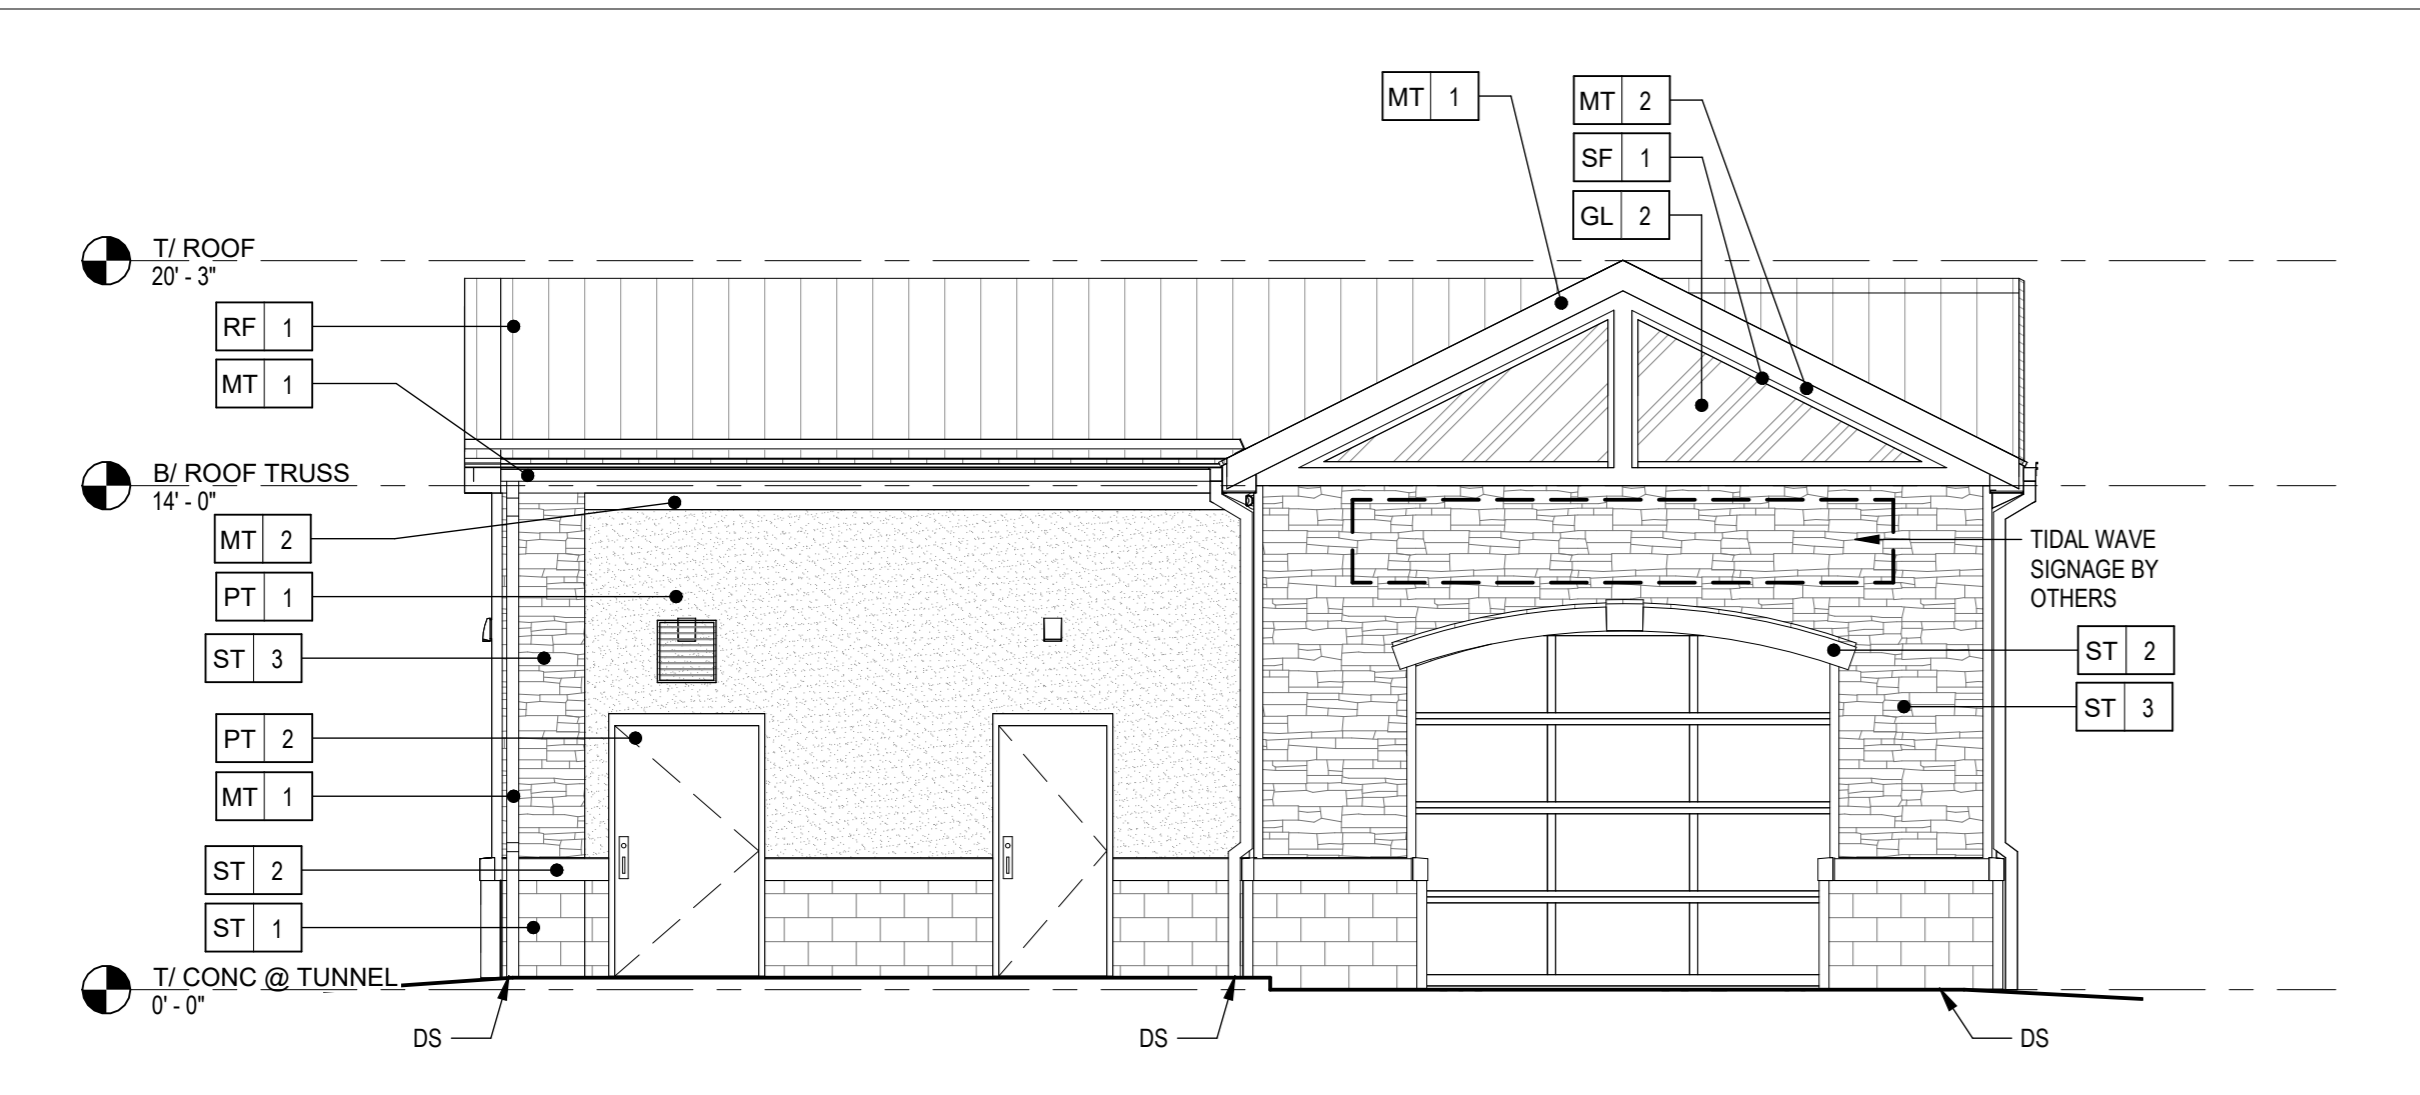 MT 1
MT 2
SF 1
GL 2
T/ ROOF
20' - 3"
RF 1
MT 1
B/ ROOF TRUSS
14' - 0"
MT 2
PT 1
ST 3
PT 2
MT 1
ST 2
ST 1
T/ CONC @ TUNNEL
0' - 0"
TIDAL WAVE
SIGNAGE BY
OTHERS
ST 2
ST 3
DS
DS
DS